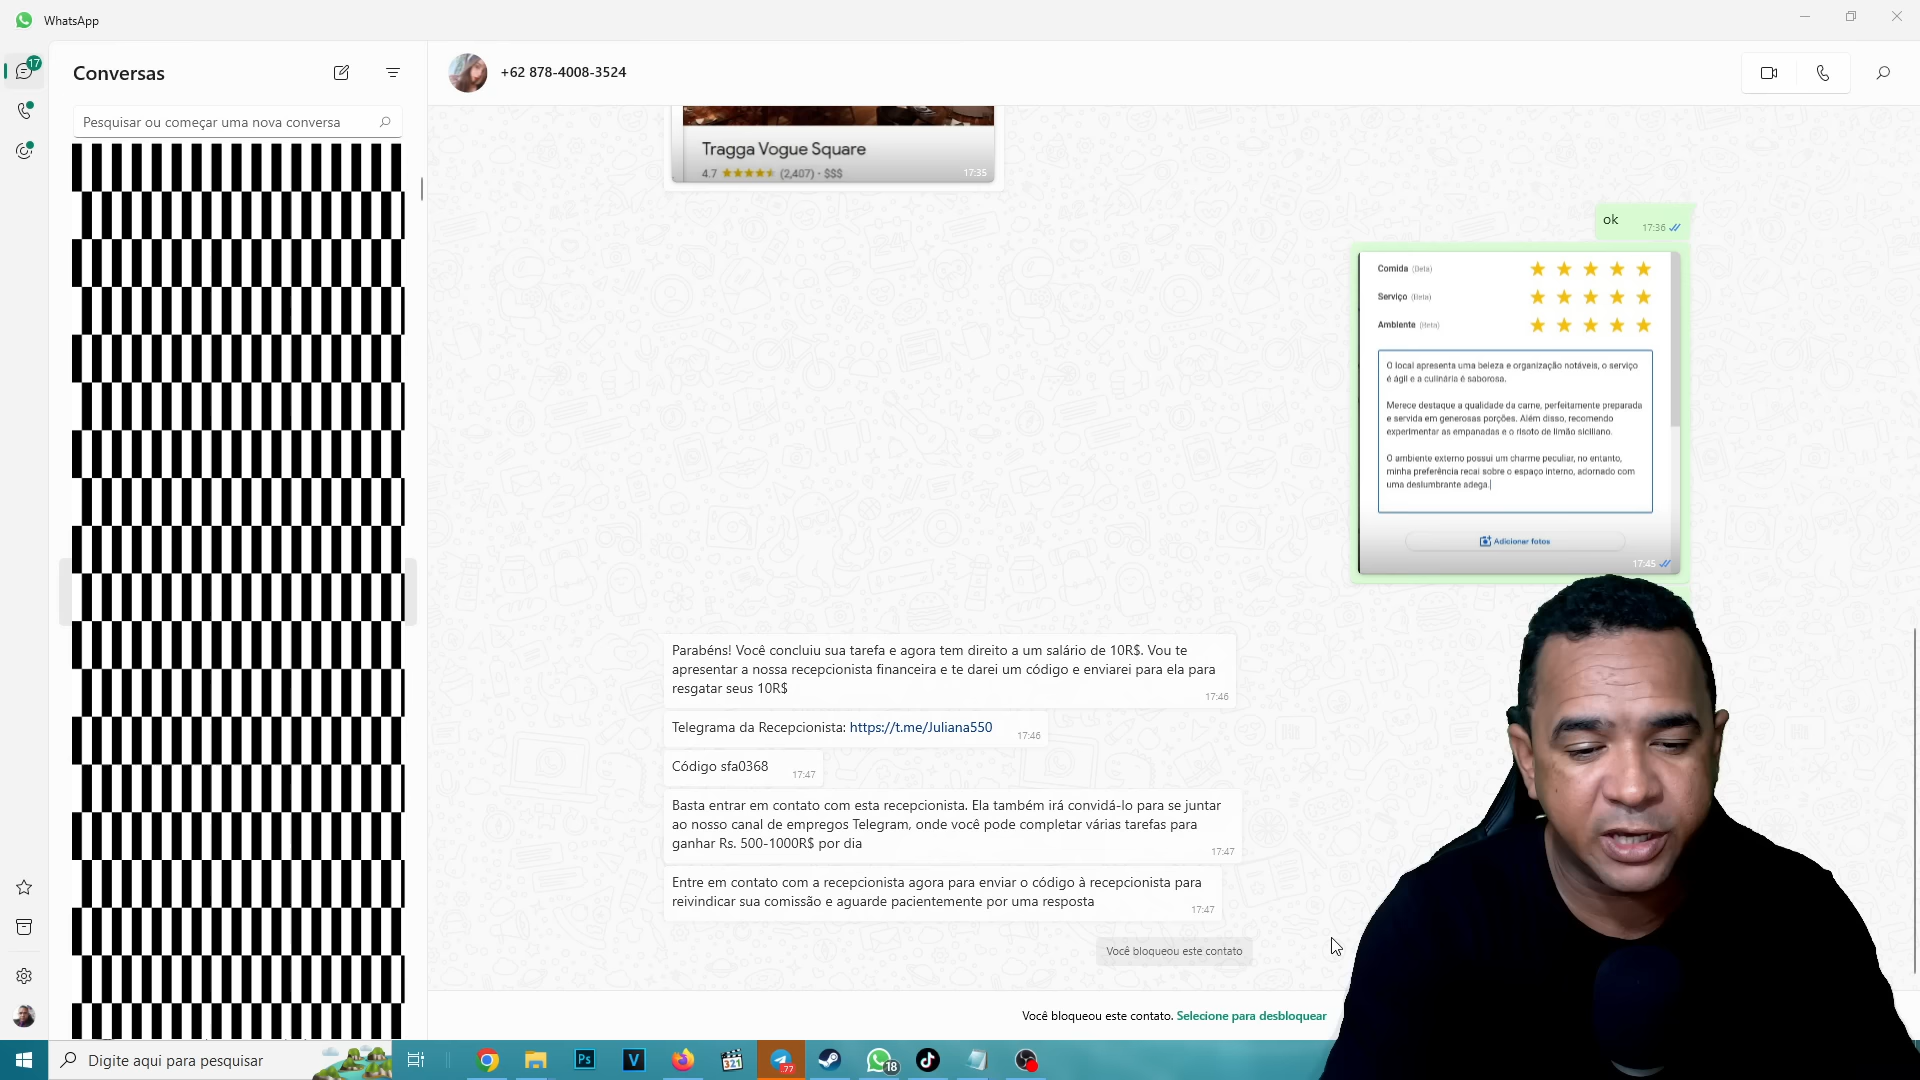 WhatsApp
17
Conversas
+62 878-4008-3524
Pesquisar ou começar uma nova conversa
Tragga Vogue Square
4.7 (2,407) · $$$
17:35
ok
17:36
Comida (Beta)
Serviço (Beta)
Ambiente (Beta)
O local apresenta uma beleza e organização notáveis, o serviço
é ágil e a culinária é saborosa.
Merece destaque a qualidade da carne, perfeitamente preparada
e servida em generosas porções. Além disso, recomendo
experimentar as empanadas e o risoto de limão siciliano.
O ambiente externo possui um charme peculiar, no entanto,
minha preferência recai sobre o espaço interno, adornado com
uma deslumbrante adega.
Adicionar fotos
17:45
Parabéns! Você concluiu sua tarefa e agora tem direito a um salário de 10R$. Vou te
apresentar a nossa recepcionista financeira e te darei um código e enviarei para ela para
resgatar seus 10R$
17:46
Telegrama da Recepcionista: https://t.me/Juliana550
17:46
Código sfa0368
17:47
Basta entrar em contato com esta recepcionista. Ela também irá convidá-lo para se juntar
ao nosso canal de empregos Telegram, onde você pode completar várias tarefas para
ganhar Rs. 500-1000R$ por dia
17:47
Entre em contato com a recepcionista agora para enviar o código à recepcionista para
reivindicar sua comissão e aguarde pacientemente por uma resposta
17:47
Você bloqueou este contato
Você bloqueou este contato. Selecione para desbloquear
Digite aqui para pesquisar
Ps
V
321
.77
18